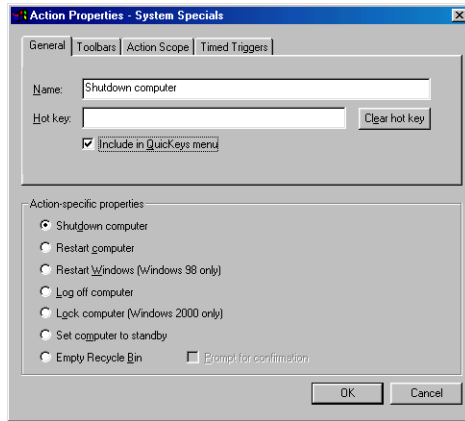 Action Properties - System Specials
General Toolbars Action Scope Timed Triggers
Name: Shutdown computer
Hot key: Clear hot key
Include in QuicKeys menu
Action-specific properties
Shutdown computer
Restart computer
Restart Windows (Windows 98 only)
Log off computer
Lock computer (Windows 2000 only)
Set computer to standby
Empty Recycle Bin Prompt for confirmation
OK Cancel